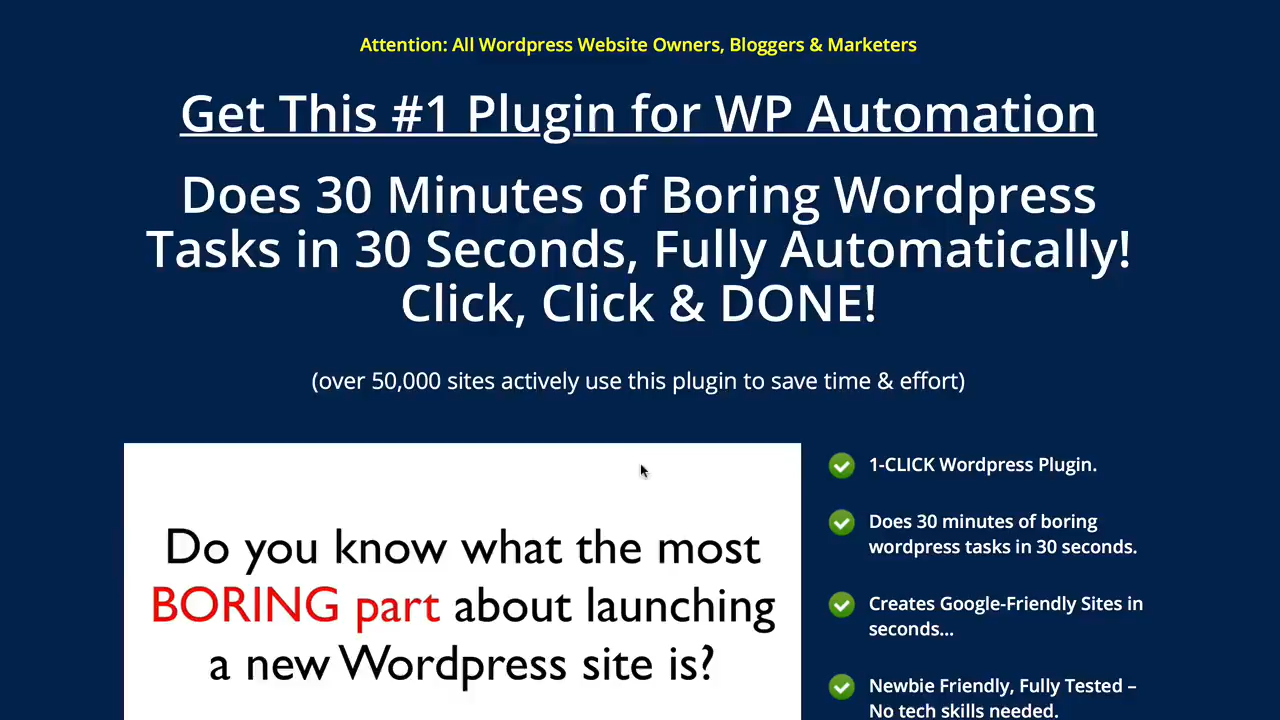 Attention: All Wordpress Website Owners, Bloggers & Marketers
Get This #1 Plugin for WP Automation
Does 30 Minutes of Boring Wordpress
Tasks in 30 Seconds, Fully Automatically!
Click, Click & DONE!
(over 50,000 sites actively use this plugin to save time & effort)
Do you know what the most
BORING part about launching
a new Wordpress site is?
1-CLICK Wordpress Plugin.
Does 30 minutes of boring
wordpress tasks in 30 seconds.
Creates Google-Friendly Sites in
seconds...
Newbie Friendly, Fully Tested –
No tech skills needed.